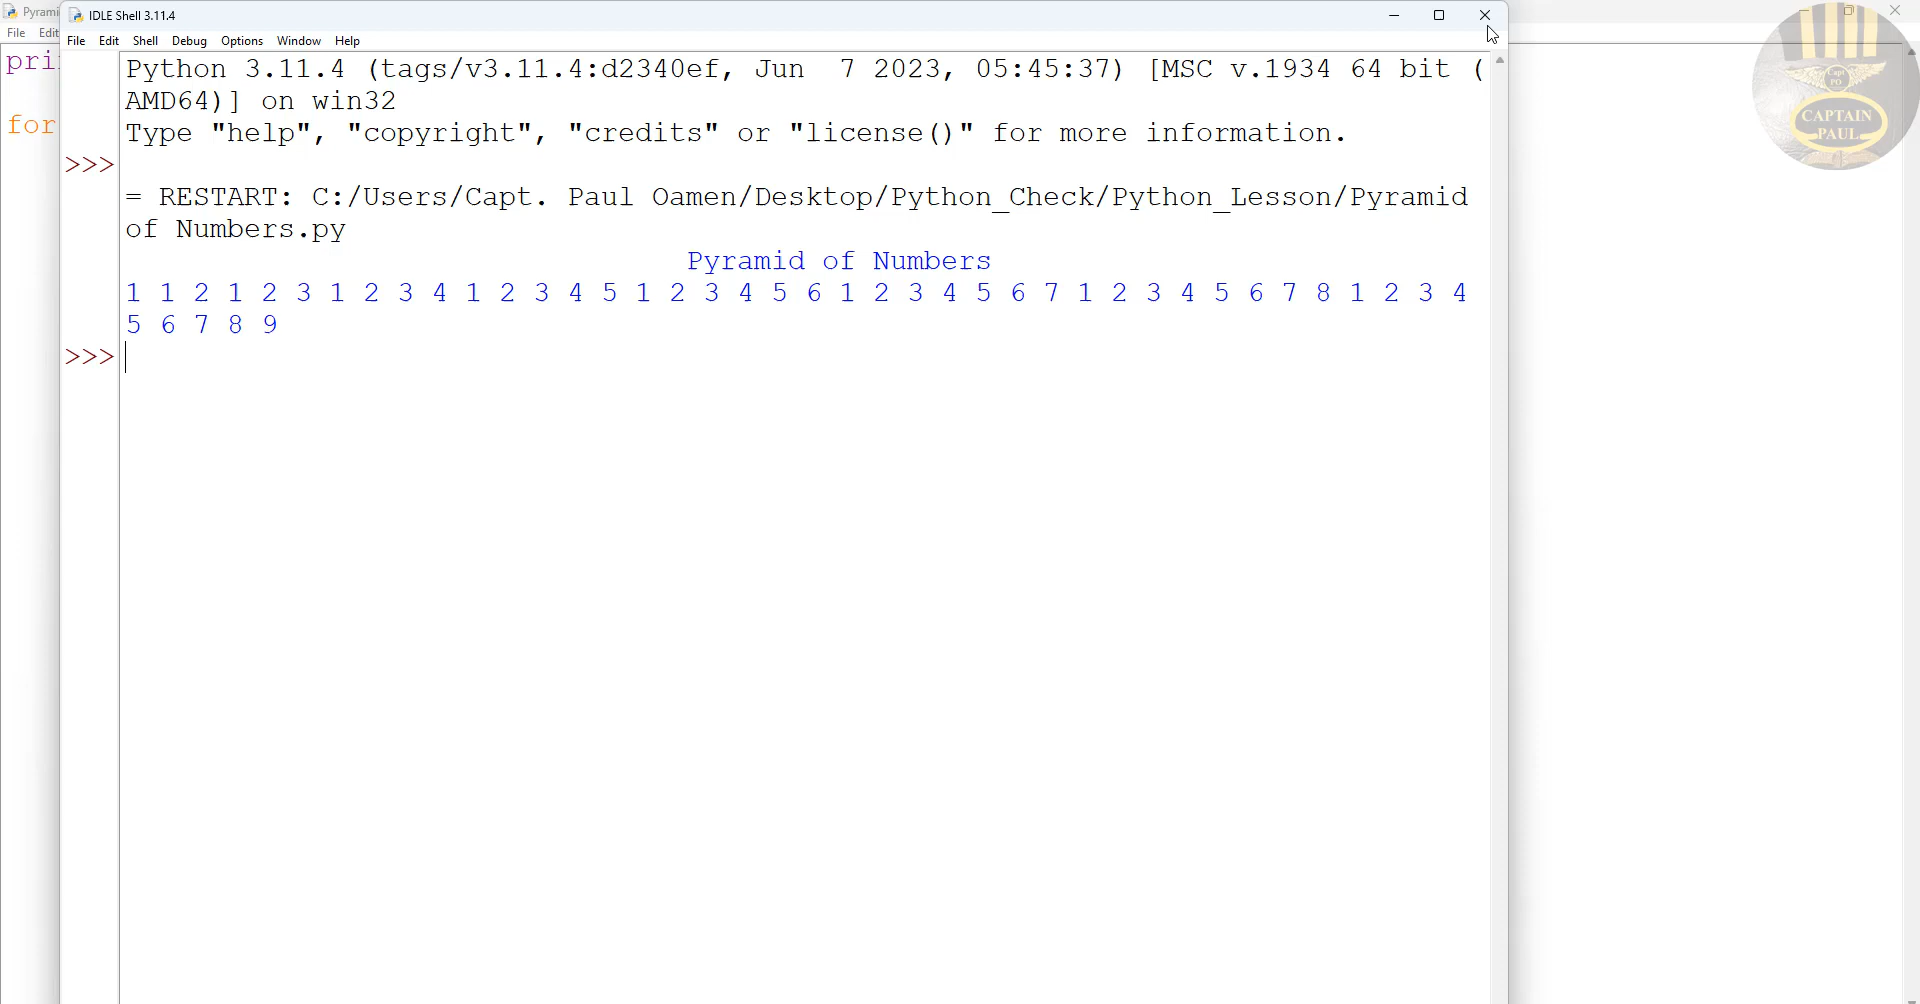 Pyrami
IDLE Shell 3.11.4
File Edit
File Edit Shell Debug Options Window Help
pri
for
Python 3.11.4 (tags/v3.11.4:d2340ef, Jun  7 2023, 05:45:37) [MSC v.1934 64 bit (
AMD64)] on win32
Type "help", "copyright", "credits" or "license()" for more information.
>>>
= RESTART: C:/Users/Capt. Paul Oamen/Desktop/Python_Check/Python_Lesson/Pyramid
of Numbers.py
Pyramid of Numbers
1 1 2 1 2 3 1 2 3 4 1 2 3 4 5 1 2 3 4 5 6 1 2 3 4 5 6 7 1 2 3 4 5 6 7 8 1 2 3 4
5 6 7 8 9
>>>
Capt
PO
CAPTAIN
PAUL